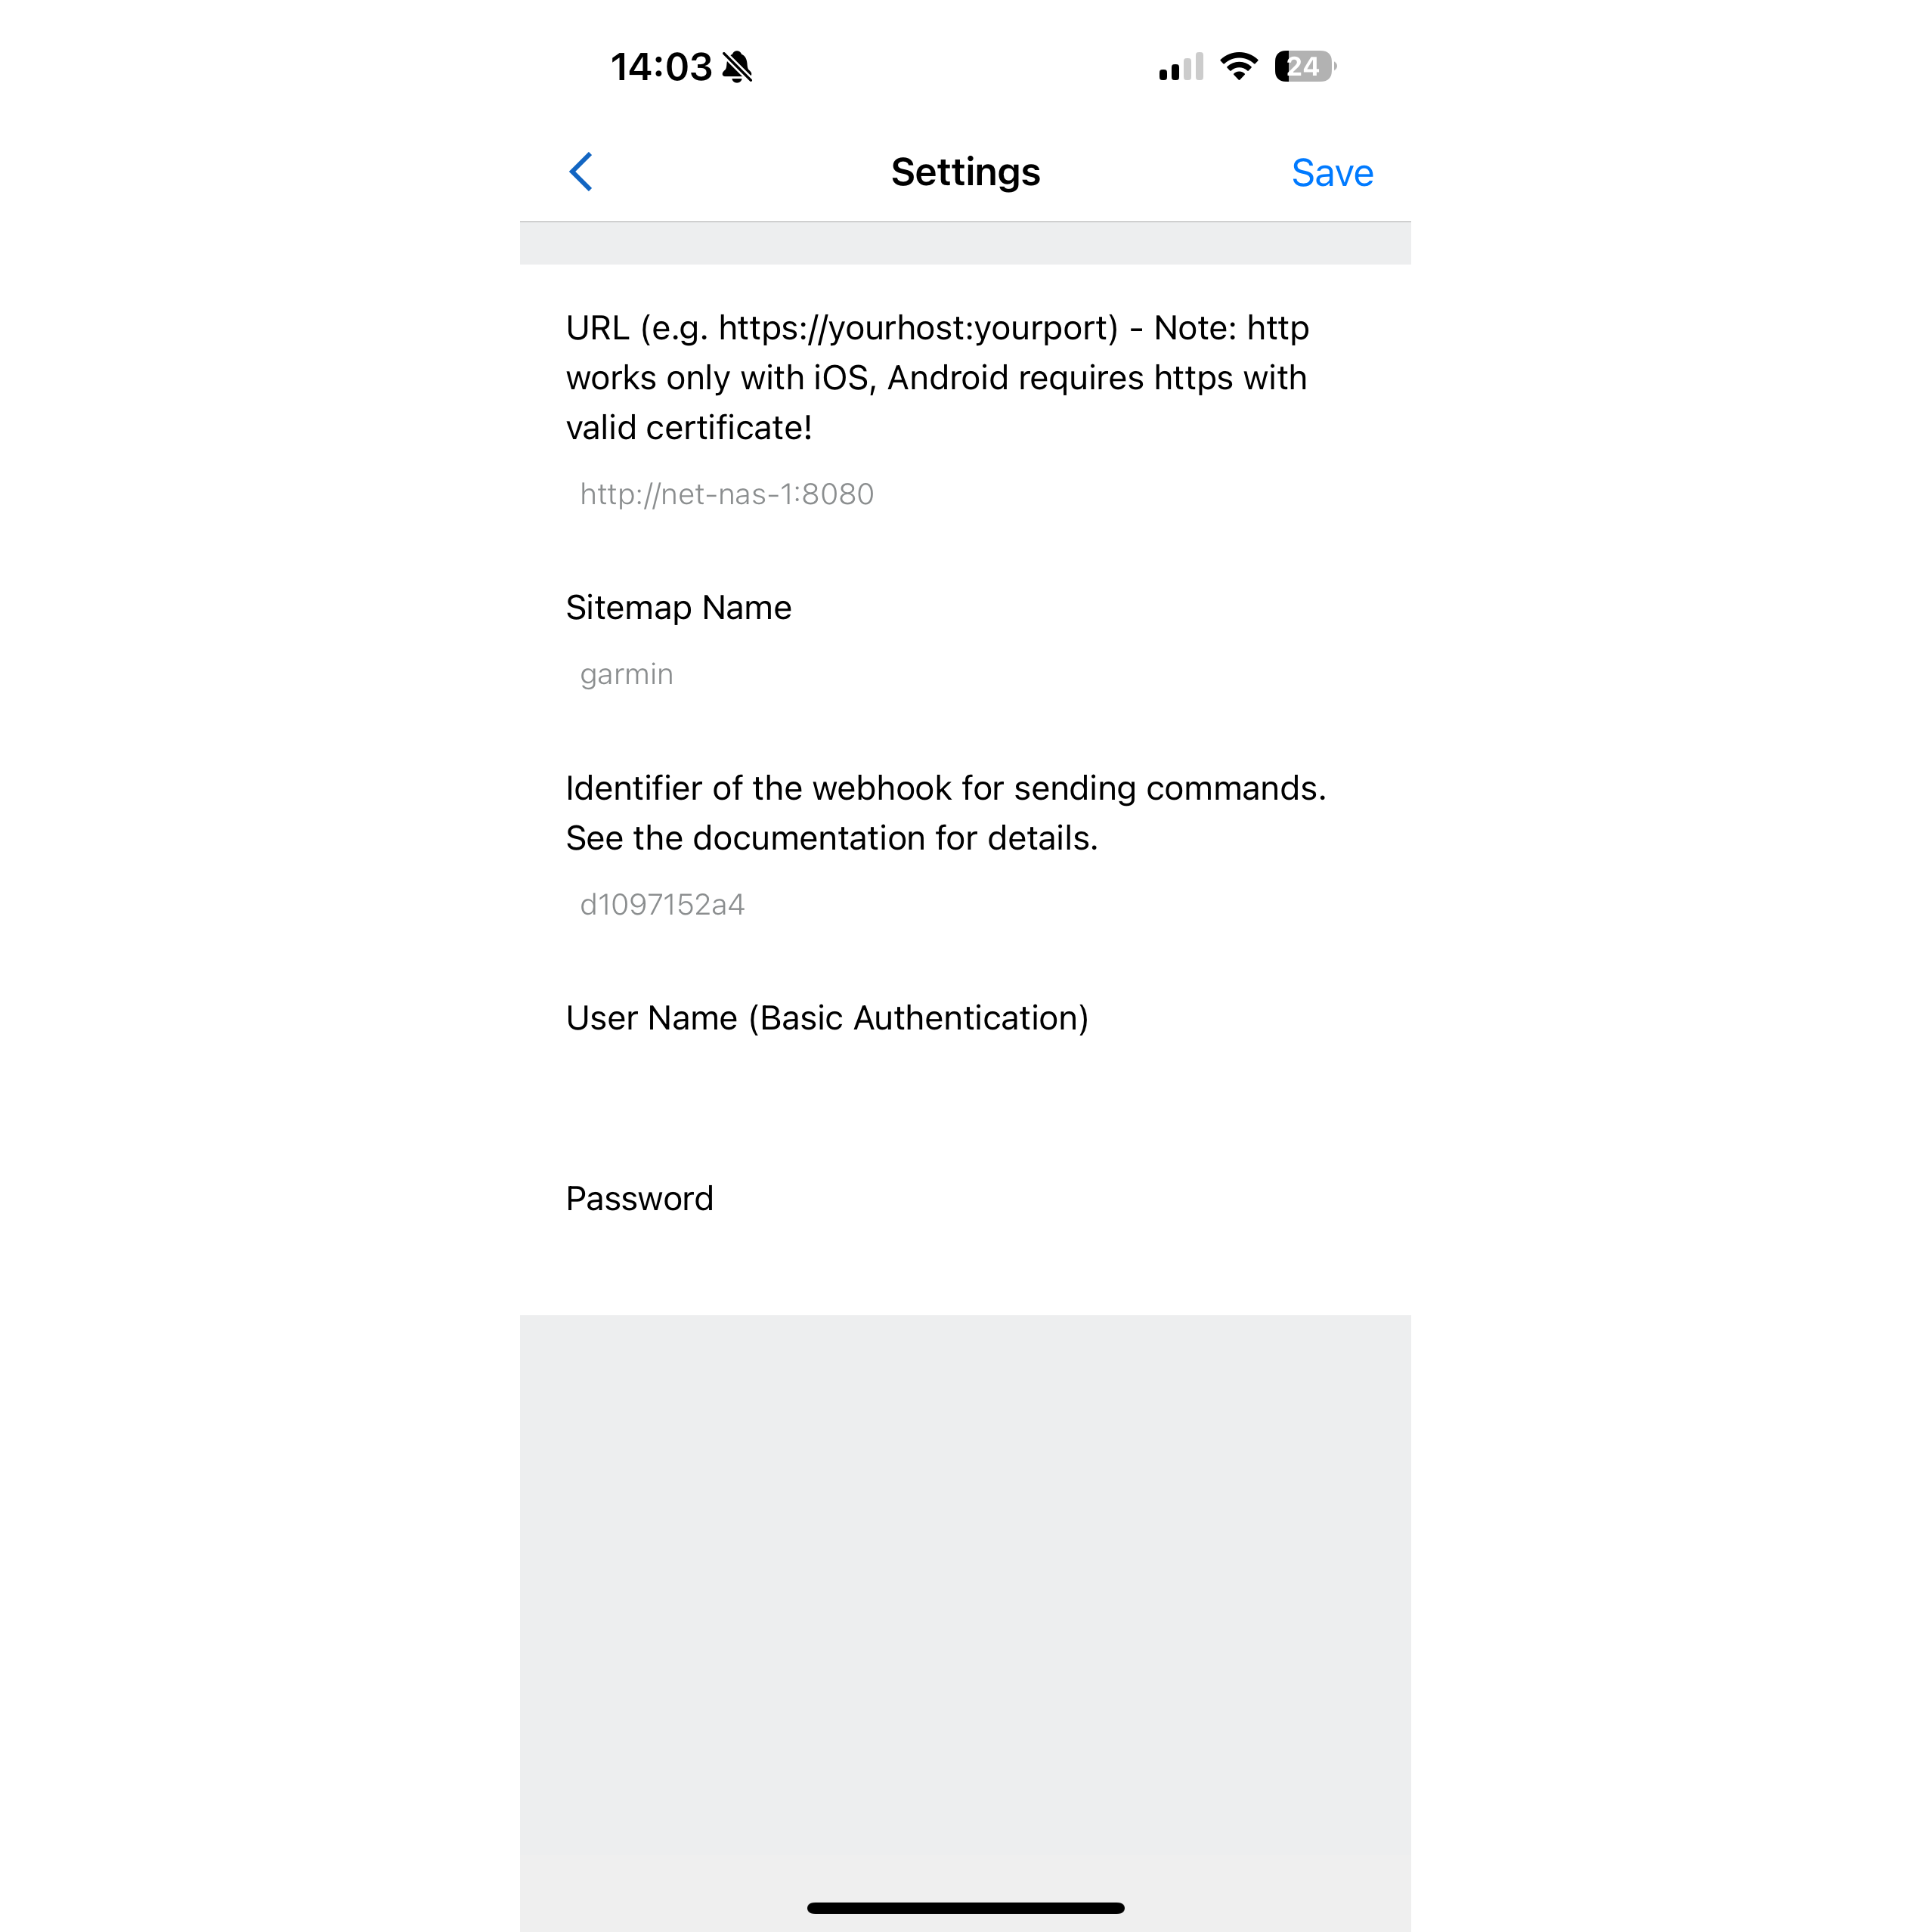 14:03
24
Settings
Save
URL (e.g. https://yourhost:yourport) - Note: http
works only with iOS, Android requires https with
valid certificate!
http://net-nas-1:8080
Sitemap Name
garmin
Identifier of the webhook for sending commands.
See the documentation for details.
d1097152a4
User Name (Basic Authentication)
Password